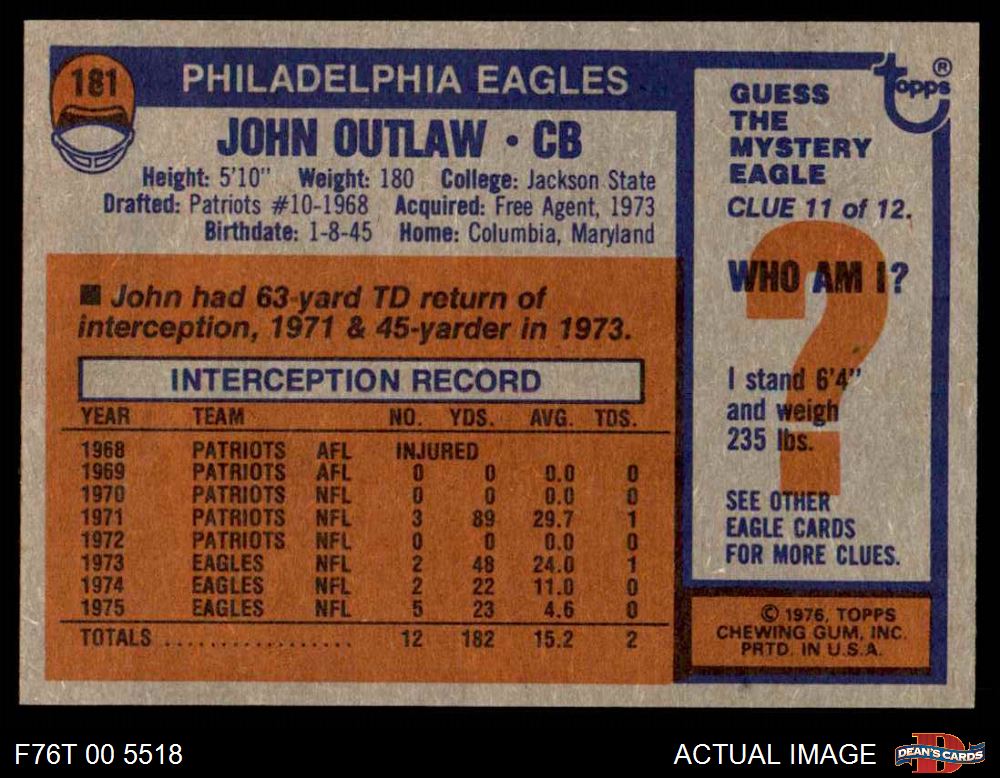 181
PHILADELPHIA EAGLES
JOHN OUTLAW • CB
Height: 5'10" Weight: 180 College: Jackson State
Drafted: Patriots #10-1968 Acquired: Free Agent, 1973
Birthdate: 1-8-45 Home: Columbia, Maryland
■ John had 63-yard TD return of
interception, 1971 & 45-yarder in 1973.
INTERCEPTION RECORD
YEAR TEAM NO. YDS. AVG. TDS.
1968 PATRIOTS AFL INJURED
1969 PATRIOTS AFL 0 0 0.0 0
1970 PATRIOTS NFL 0 0 0.0 0
1971 PATRIOTS NFL 3 89 29.7 1
1972 PATRIOTS NFL 0 0 0.0 0
1973 EAGLES NFL 2 48 24.0 1
1974 EAGLES NFL 2 22 11.0 0
1975 EAGLES NFL 5 23 4.6 0
TOTALS .................. 12 182 15.2 2
topps ®
GUESS
THE
MYSTERY
EAGLE
CLUE 11 of 12.
WHO AM I?
?
I stand 6'4"
and weigh
235 lbs.
SEE OTHER
EAGLE CARDS
FOR MORE CLUES.
© 1976, TOPPS
CHEWING GUM, INC.
PRTD. IN U.S.A.
F76T 00 5518
ACTUAL IMAGE
D
DEAN'S CARDS